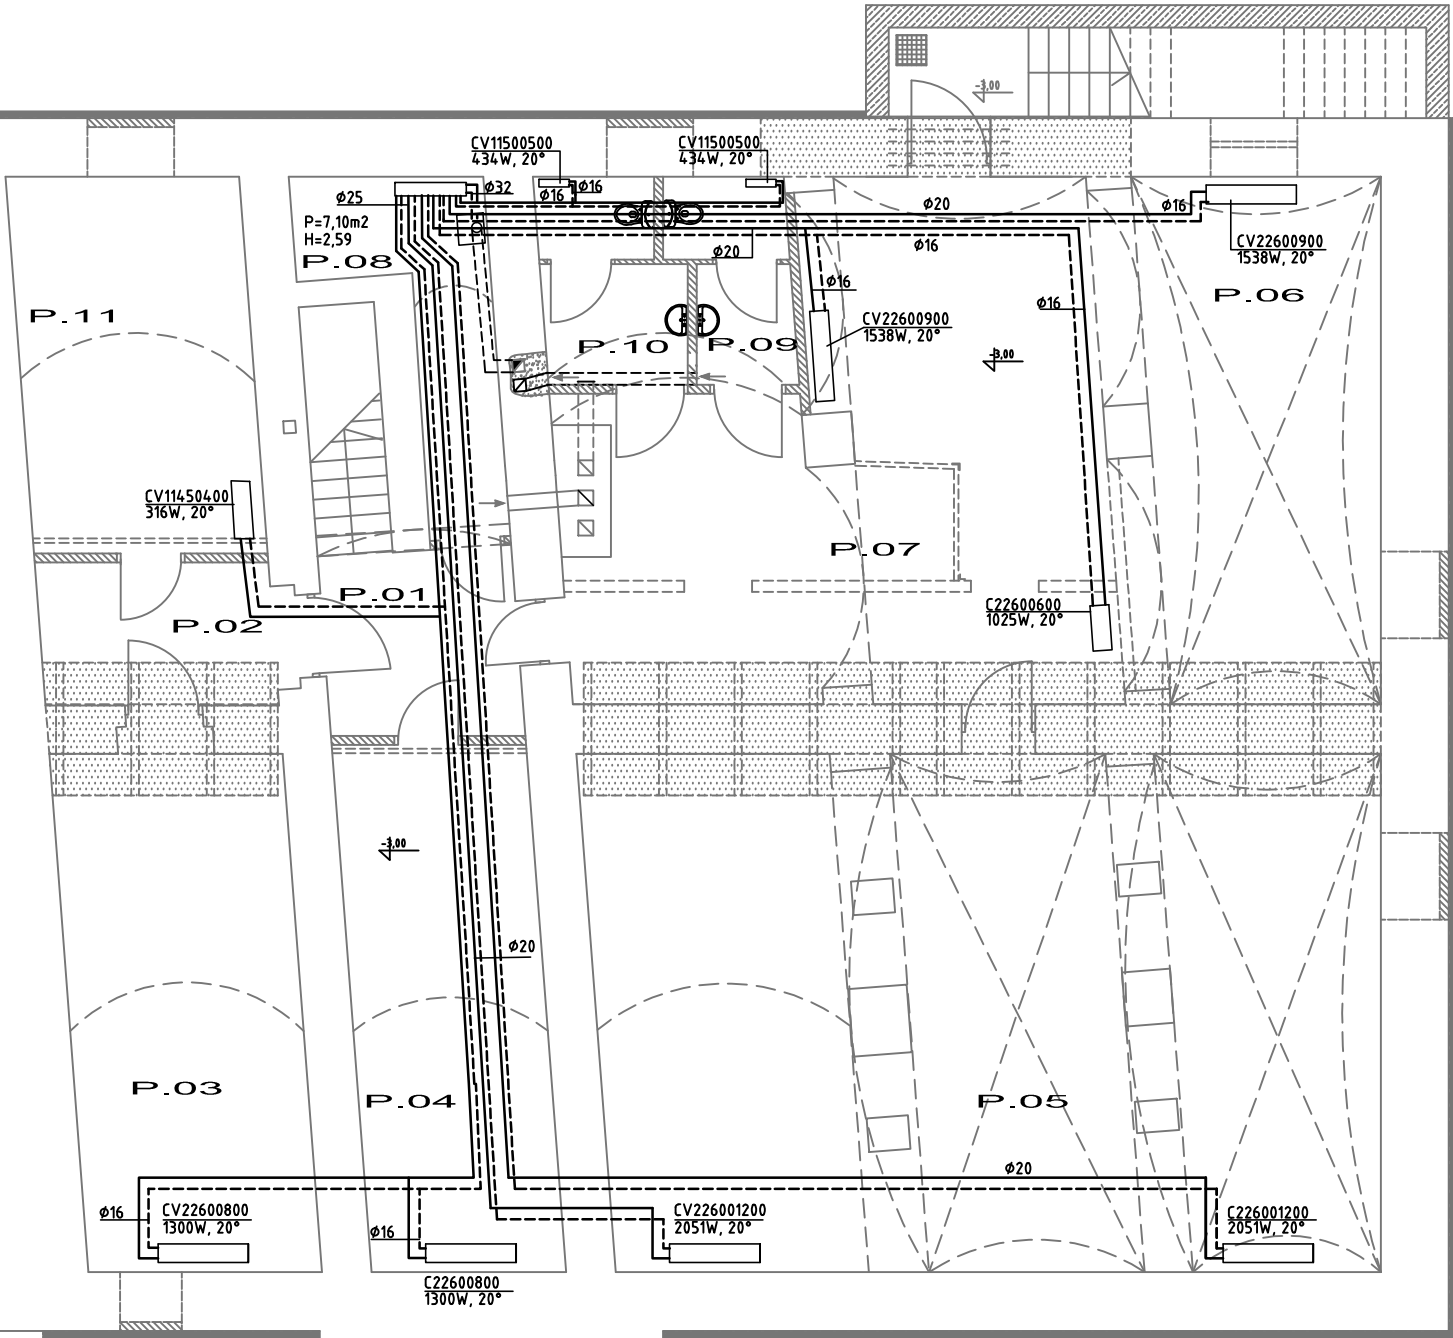 -3,00
CV11500500
434W, 20°
CV11500500
434W, 20°
Ø25
Ø32
Ø16
Ø16
Ø20
Ø16
P=7,10m2
H=2,59
P.08
Ø20
Ø16
CV22600900
1538W, 20°
P.06
P.11
Ø16
Ø16
CV22600900
1538W, 20°
P.10
P.09
-3,00
CV11450400
316W, 20°
P.07
P.01
P.02
C22600600
1025W, 20°
-3,00
Ø20
P.03
P.04
P.05
Ø20
Ø16
CV22600800
1300W, 20°
Ø16
CV226001200
2051W, 20°
C226001200
2051W, 20°
C22600800
1300W, 20°